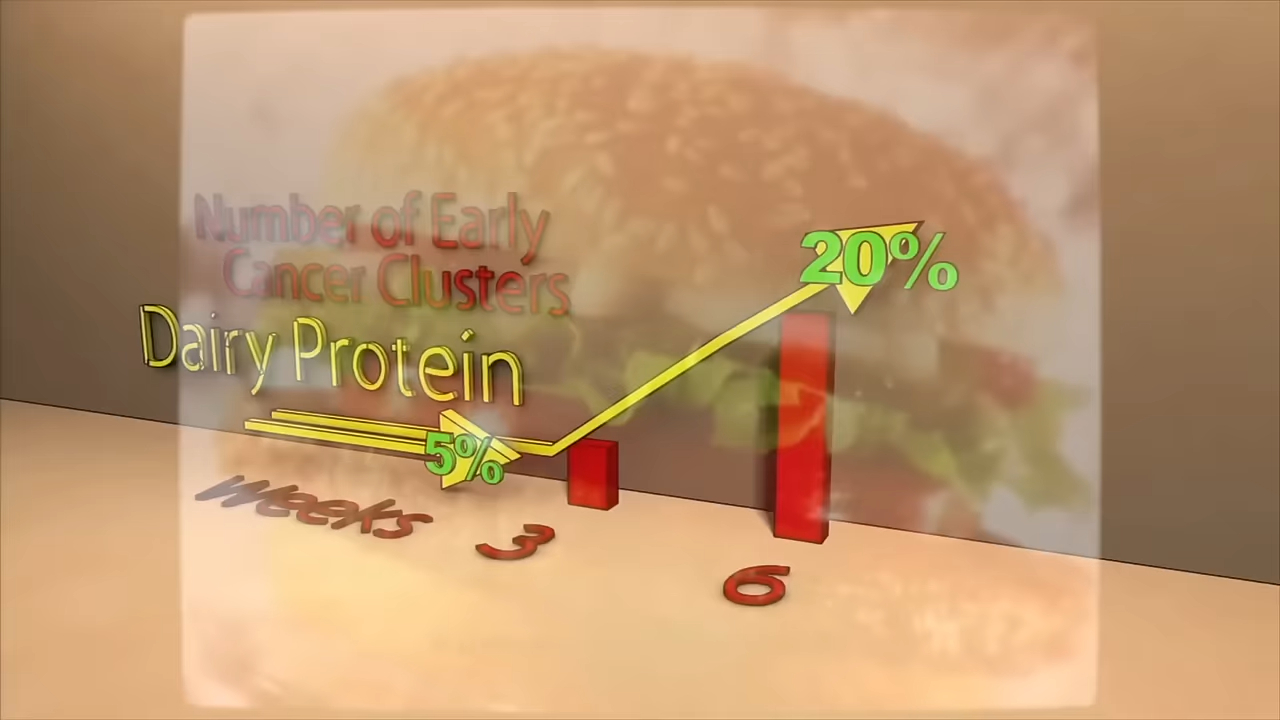 Number of Early
Cancer Clusters
Dairy Protein
20%
5%
Weeks 3 6